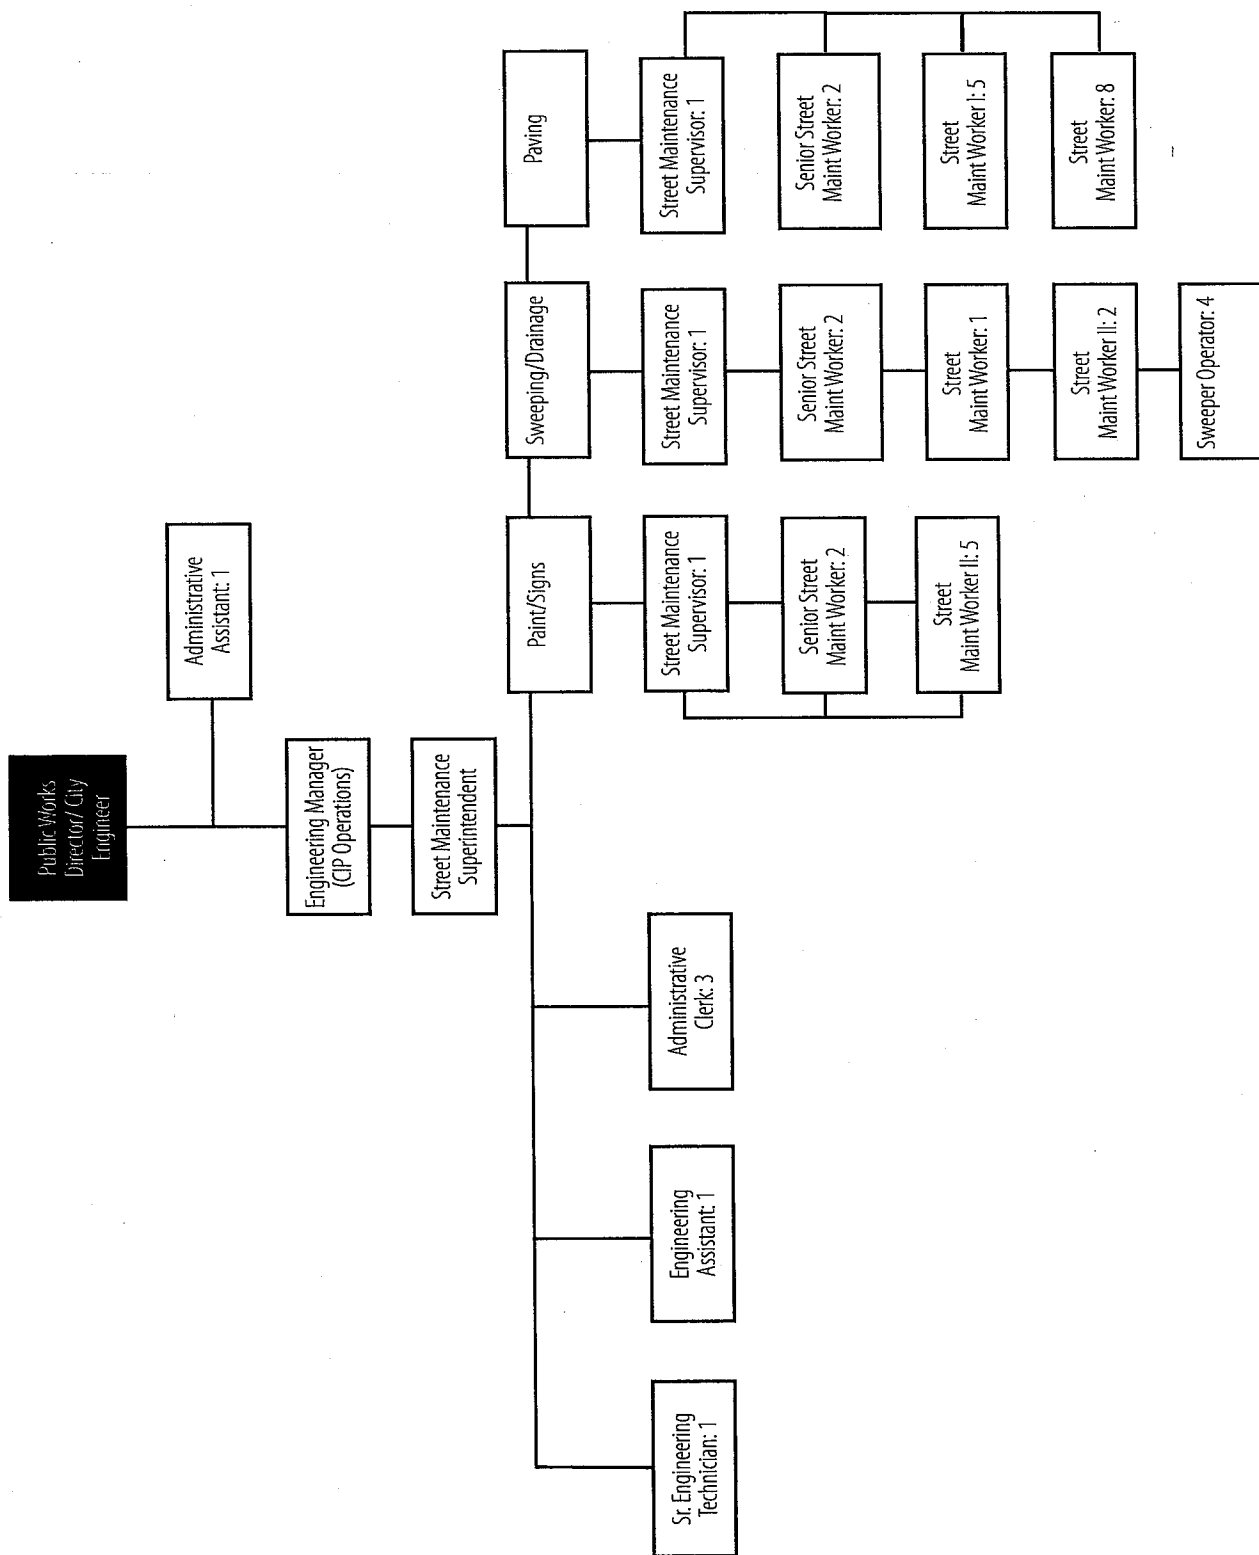 Public Works
Director/ City
Engineer
Administrative
Assistant: 1
Engineering Manager
(CIP Operations)
Street Maintenance
Superintendent
Sr. Engineering
Technician: 1
Engineering
Assistant: 1
Administrative
Clerk: 3
Paint/Signs
Street Maintenance
Supervisor: 1
Senior Street
Maint Worker: 2
Street
Maint Worker II: 5
Sweeping/Drainage
Street Maintenance
Supervisor: 1
Senior Street
Maint Worker: 2
Street
Maint Worker: 1
Street
Maint Worker II: 2
Sweeper Operator: 4
Paving
Street Maintenance
Supervisor: 1
Senior Street
Maint Worker: 2
Street
Maint Worker I: 5
Street
Maint Worker: 8